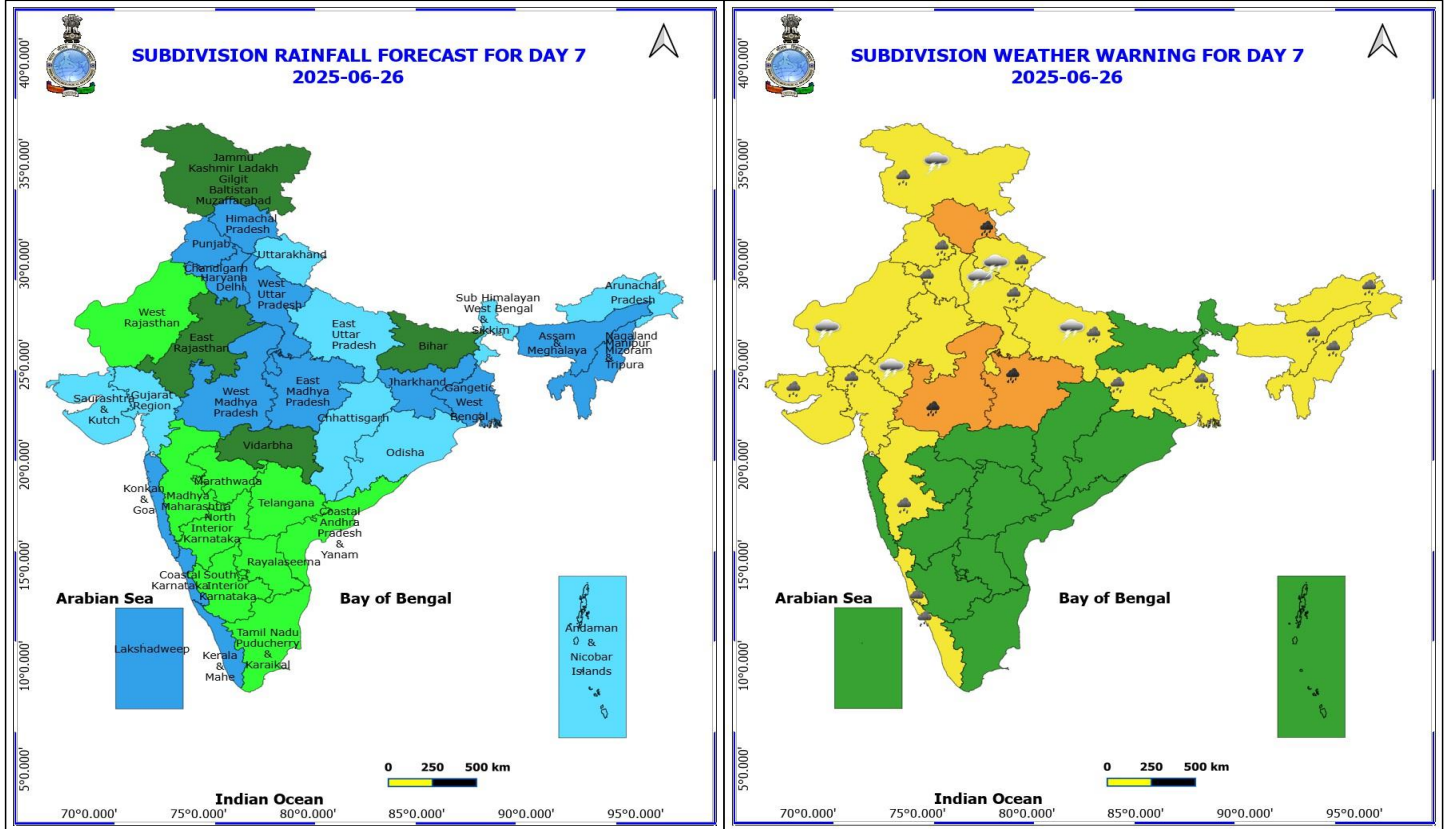 SUBDIVISION RAINFALL FORECAST FOR DAY 7
2025-06-26
40°0.000'
35°0.000'
30°0.000'
25°0.000'
20°0.000'
15°0.000'
10°0.000'
5°0.000'
Jammu
Kashmir Ladakh
Gilgit
Baltistan
Muzaffarabad
Himachal
Pradesh
Punjab
Uttarakhand
Chandigarh
Haryana
Delhi
West
Uttar
Pradesh
Arunachal
Pradesh
West
Rajasthan
Sub Himalayan
West Bengal
&
Sikkim
East
Uttar
Pradesh
East
Rajasthan
Bihar
Assam
&
Meghalaya
Nagaland
Manipur
Mizoram
&
Tripura
Saurashtra
&
Kutch
Gujarat
Region
West
Madhya
Pradesh
East
Madhya
Pradesh
Jharkhand
Gangetic
West
Bengal
Chhattisgarh
Vidarbha
Odisha
Konkan
&
Goa
Madhya
Maharashtra
Marathwada
Telangana
North
Interior
Karnataka
Coastal
Andhra
Pradesh
&
Yanam
Rayalaseema
Coastal
Karnataka
South
Interior
Karnataka
Arabian Sea
Bay of Bengal
Lakshadweep
Kerala
&
Mahe
Tamil Nadu
Puducherry
&
Karaikal
Andaman
&
Nicobar
Islands
0 250 500 km
Indian Ocean
70°0.000' 75°0.000' 80°0.000' 85°0.000' 90°0.000' 95°0.000'
SUBDIVISION WEATHER WARNING FOR DAY 7
2025-06-26
40°0.000'
35°0.000'
30°0.000'
25°0.000'
20°0.000'
15°0.000'
10°0.000'
5°0.000'
Arabian Sea
Bay of Bengal
0 250 500 km
Indian Ocean
70°0.000' 75°0.000' 80°0.000' 85°0.000' 90°0.000' 95°0.000'